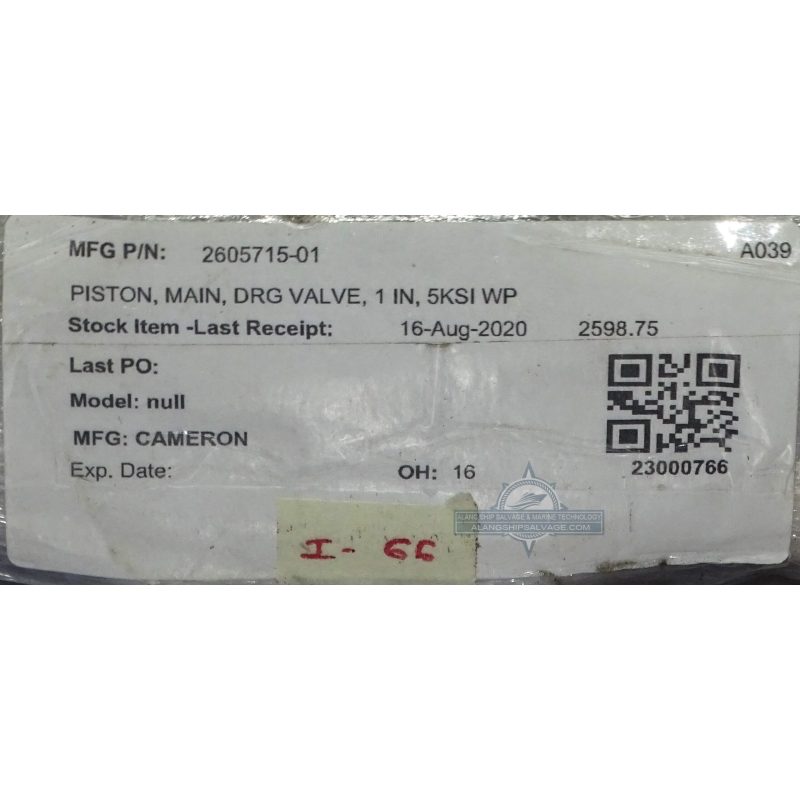 MFG P/N: 2605715-01 A039
PISTON, MAIN, DRG VALVE, 1 IN, 5KSI WP
Stock Item -Last Receipt: 16-Aug-2020 2598.75
Last PO:
Model: null
MFG: CAMERON
Exp. Date: OH: 16
23000766
ALANG SHIP SALVAGE & MARINE TECHNOLOGY
ALANGSHIPSALVAGE.COM
I - 66